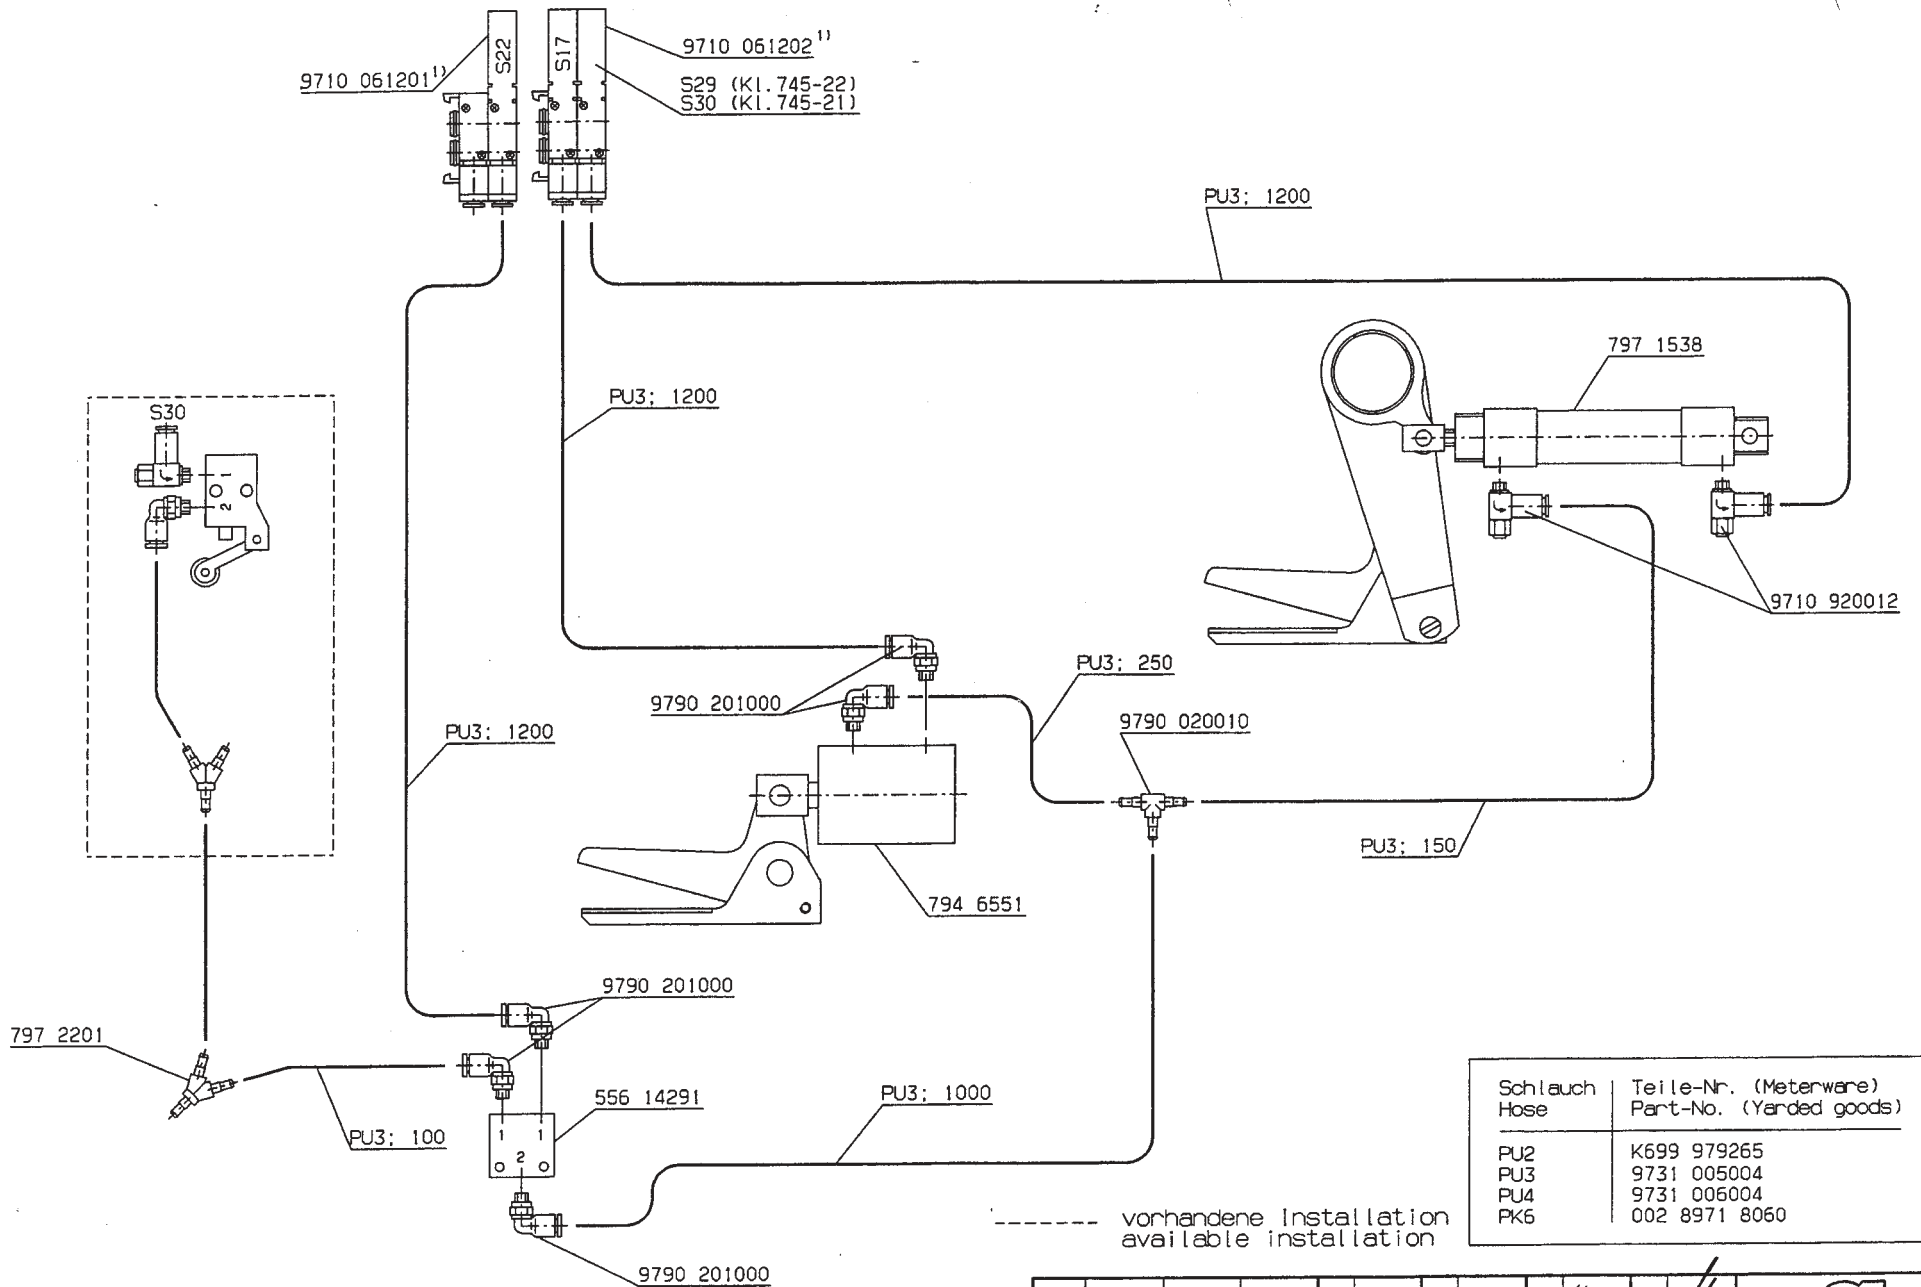 9710 061201¹⁾
S22
S17
9710 061202¹⁾
S29 (Kl.745-22)
S30 (Kl.745-21)
PU3; 1200
797 1538
PU3; 1200
S30
1
2
9710 920012
PU3; 250
9790 201000
9790 020010
PU3; 1200
PU3; 150
794 6551
9790 201000
797 2201
556 14291
PU3; 1000
PU3; 100
1 1
2
9790 201000
Schlauch Teile-Nr. (Meterware)
Hose Part-No. (Yarded goods)
PU2 K699 979265
PU3 9731 005004
PU4 9731 006004
PK6 002 8971 8060
vorhandene Installation
available installation